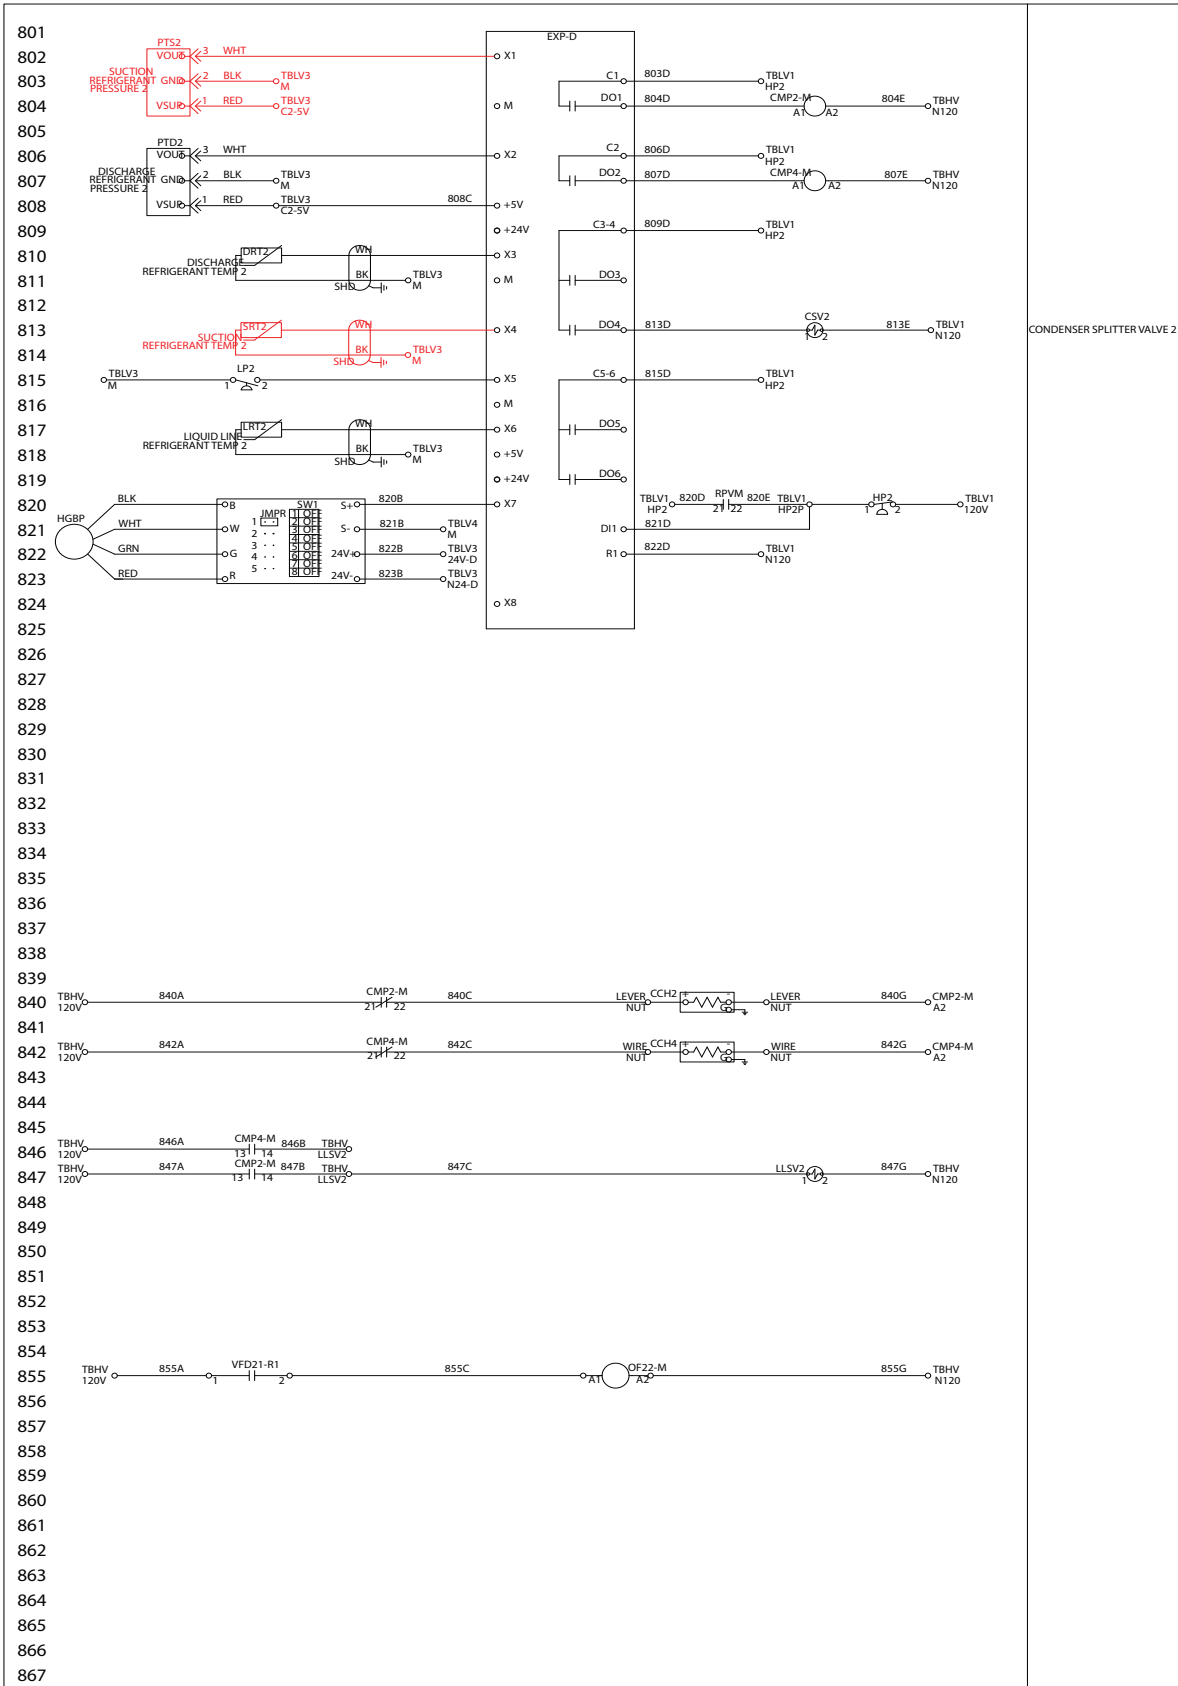 801
EXP-D
PTS2
802 VOUT 3 WHT X1
SUCTION
REFRIGERANT
PRESSURE 2
803 GND 2 BLK TBLV3 M C1 803D TBLV1 HP2
804 VSUP 1 RED TBLV3 C2-5V M DO1 804D CMP2-M A1 A2 804E TBHV N120
805
PTD2
806 VOUT 3 WHT X2 C2 806D TBLV1 HP2
DISCHARGE
REFRIGERANT
PRESSURE 2
807 GND 2 BLK TBLV3 M DO2 807D CMP4-M A1 A2 807E TBHV N120
808 VSUP 1 RED TBLV3 C2-5V 808C +5V
809 +24V C3-4 809D TBLV1 HP2
810 DRT2 WH X3
DISCHARGE
REFRIGERANT TEMP 2
811 BK SHD TBLV3 M M DO3
812
813 SRT2 WH X4 DO4 813D CSV2 1 2 813E TBLV1 N120 CONDENSER SPLITTER VALVE 2
SUCTION
REFRIGERANT TEMP 2
814 BK SHD TBLV3 M
815 TBLV3 M LP2 1 2 X5 C5-6 815D TBLV1 HP2
816 M
817 LRT2 WH X6 DO5
LIQUID LINE
REFRIGERANT TEMP 2
818 BK SHD TBLV3 M +5V
819 +24V DO6
820 BLK B JMPR SW1 S+ 820B X7 TBLV1 HP2 820D RPVM 21 22 820E TBLV1 HP2P HP2 1 2 TBLV1 120V
HGBP
1 2 3 4 5
1 OFF
2 OFF
3 OFF
4 OFF
5 OFF
6 OFF
7 OFF
8 OFF
821 WHT W S- 821B TBLV4 M DI1 821D
822 GRN G 24V+ 822B TBLV3 24V-D R1 822D TBLV1 N120
823 RED R 24V- 823B TBLV3 N24-D
824 X8
825
826
827
828
829
830
831
832
833
834
835
836
837
838
839
840 TBHV 120V 840A CMP2-M 21 22 840C LEVER NUT CCH2 + - G LEVER NUT 840G CMP2-M A2
841
842 TBHV 120V 842A CMP4-M 21 22 842C WIRE NUT CCH4 + - G WIRE NUT 842G CMP4-M A2
843
844
845
846 TBHV 120V 846A CMP4-M 13 14 846B TBHV LLSV2
847 TBHV 120V 847A CMP2-M 13 14 847B TBHV LLSV2 847C LLSV2 1 2 847G TBHV N120
848
849
850
851
852
853
854
855 TBHV 120V 855A 1 VFD21-R1 2 855C A1 OF22-M A2 855G TBHV N120
856
857
858
859
860
861
862
863
864
865
866
867